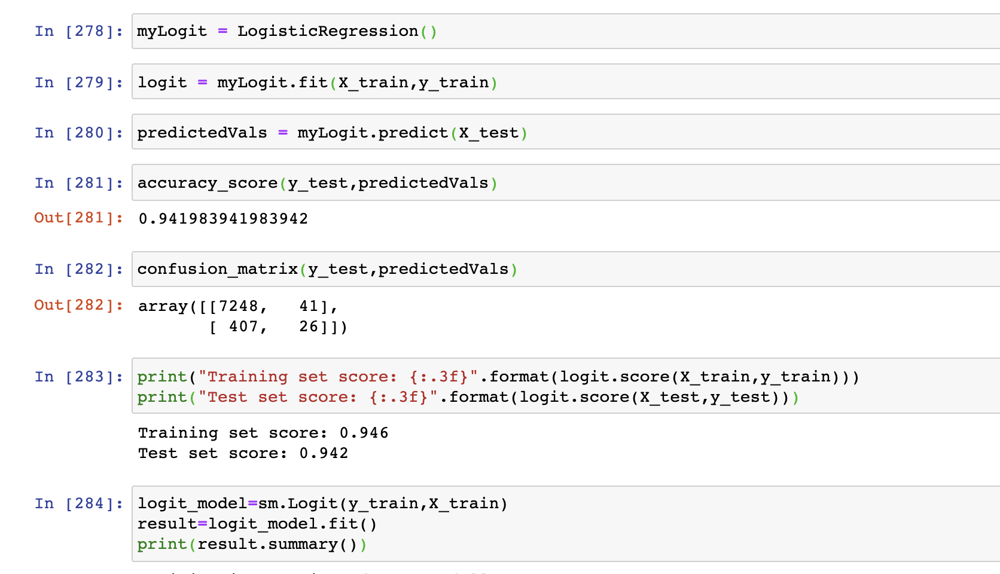 In [278]: myLogit = LogisticRegression()
In [279]: logit = myLogit.fit(X_train,y_train)
In [280]: predictedVals = myLogit.predict(X_test)
In [281]: accuracy_score(y_test,predictedVals)
Out[281]: 0.941983941983942
In [282]: confusion_matrix(y_test,predictedVals)
Out[282]: array([[7248,   41],
       [ 407,   26]])
In [283]: print("Training set score: {:.3f}".format(logit.score(X_train,y_train)))
print("Test set score: {:.3f}".format(logit.score(X_test,y_test)))
Training set score: 0.946
Test set score: 0.942
In [284]: logit_model=sm.Logit(y_train,X_train)
result=logit_model.fit()
print(result.summary())